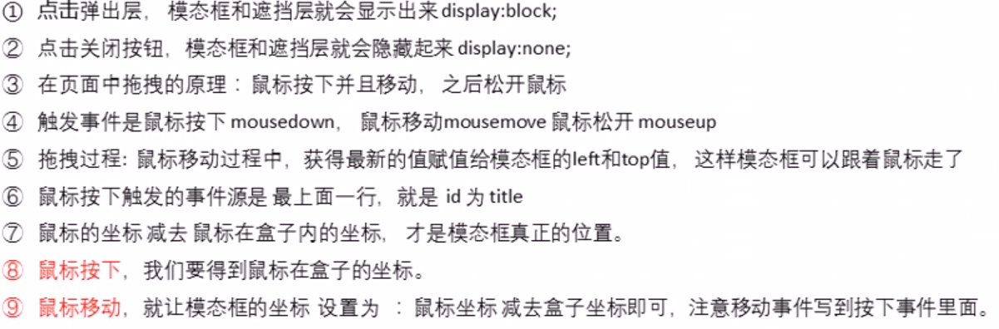 ① 点击弹出层， 模态框和遮挡层就会显示出来 display:block;
② 点击关闭按钮，模态框和遮挡层就会隐藏起来 display:none;
③ 在页面中拖拽的原理： 鼠标按下并且移动， 之后松开鼠标
④ 触发事件是鼠标按下 mousedown， 鼠标移动mousemove 鼠标松开 mouseup
⑤ 拖拽过程: 鼠标移动过程中，获得最新的值赋值给模态框的left和top值， 这样模态框可以跟着鼠标走了
⑥ 鼠标按下触发的事件源是 最上面一行，就是 id 为 title
⑦ 鼠标的坐标 减去 鼠标在盒子内的坐标， 才是模态框真正的位置。
⑧ 鼠标按下，我们要得到鼠标在盒子的坐标。
⑨ 鼠标移动，就让模态框的坐标 设置为 ： 鼠标坐标 减去盒子坐标即可，注意移动事件写到按下事件里面。